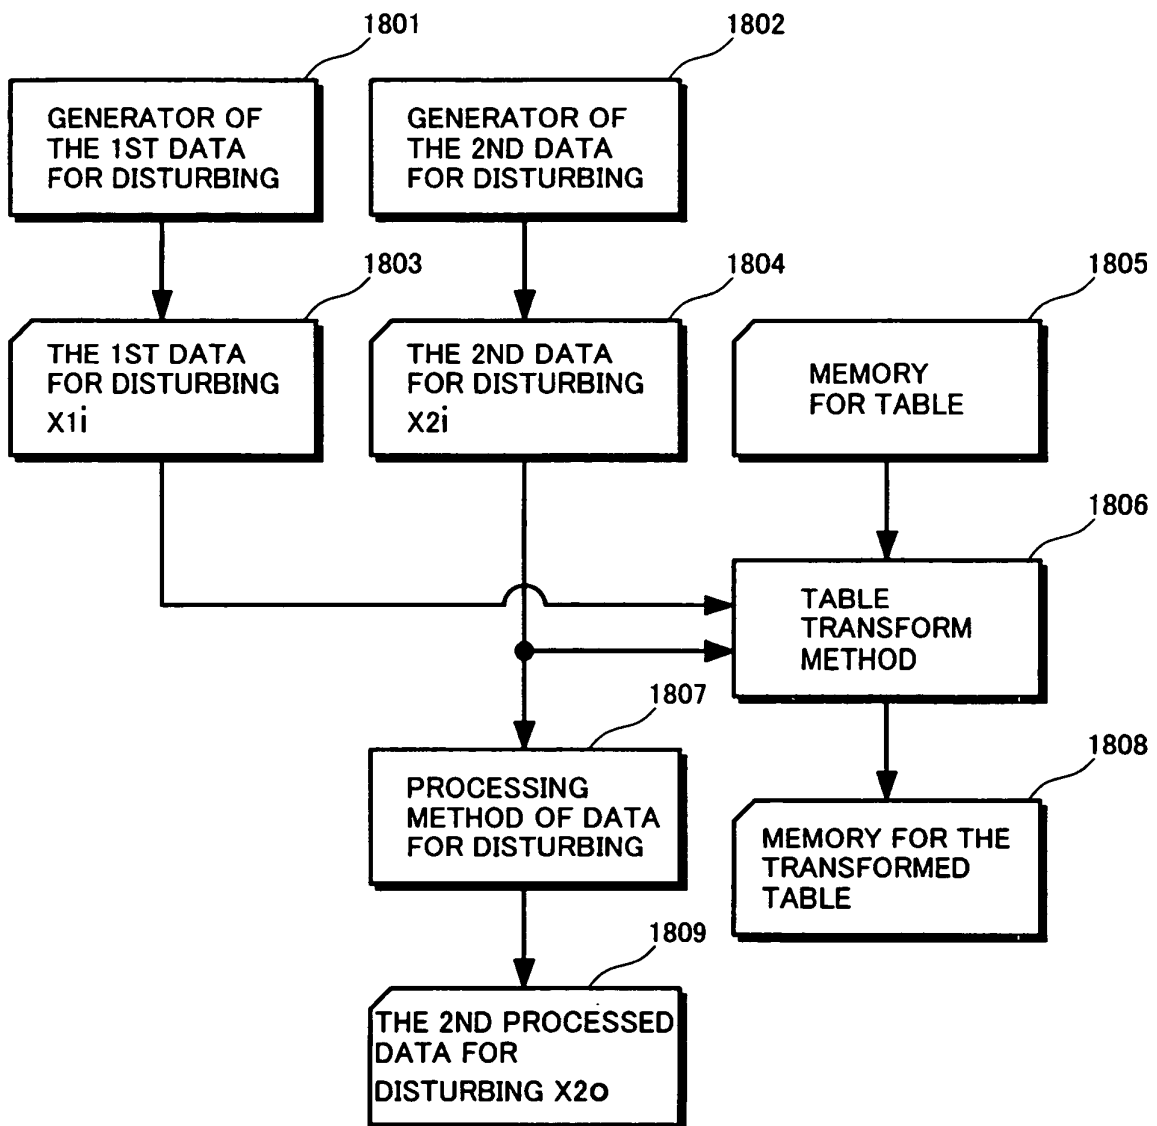 1801
1802
GENERATOR OF
THE 1ST DATA
FOR DISTURBING
GENERATOR OF
THE 2ND DATA
FOR DISTURBING
1803
1804
1805
THE 1ST DATA
FOR DISTURBING
X1i
THE 2ND DATA
FOR DISTURBING
X2i
MEMORY
FOR TABLE
1806
TABLE
TRANSFORM
METHOD
1807
1808
PROCESSING
METHOD OF DATA
FOR DISTURBING
MEMORY FOR THE
TRANSFORMED
TABLE
1809
THE 2ND PROCESSED
DATA FOR
DISTURBING X2o